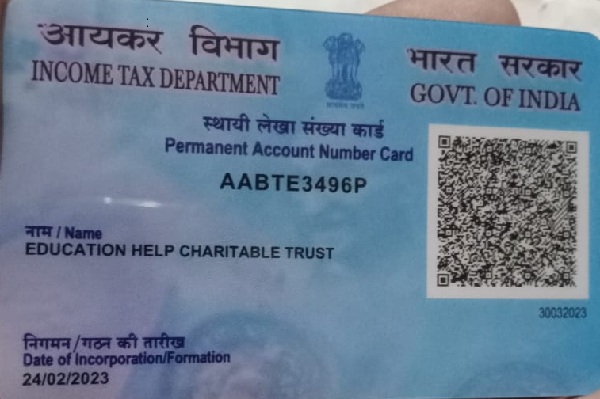 आयकर विभाग
INCOME TAX DEPARTMENT
भारत सरकार
GOVT. OF INDIA
स्थायी लेखा संख्या कार्ड
Permanent Account Number Card
AABTE3496P
नाम / Name
EDUCATION HELP CHARITABLE TRUST
30032023
निगमन/गठन की तारीख
Date of Incorporation/Formation
24/02/2023